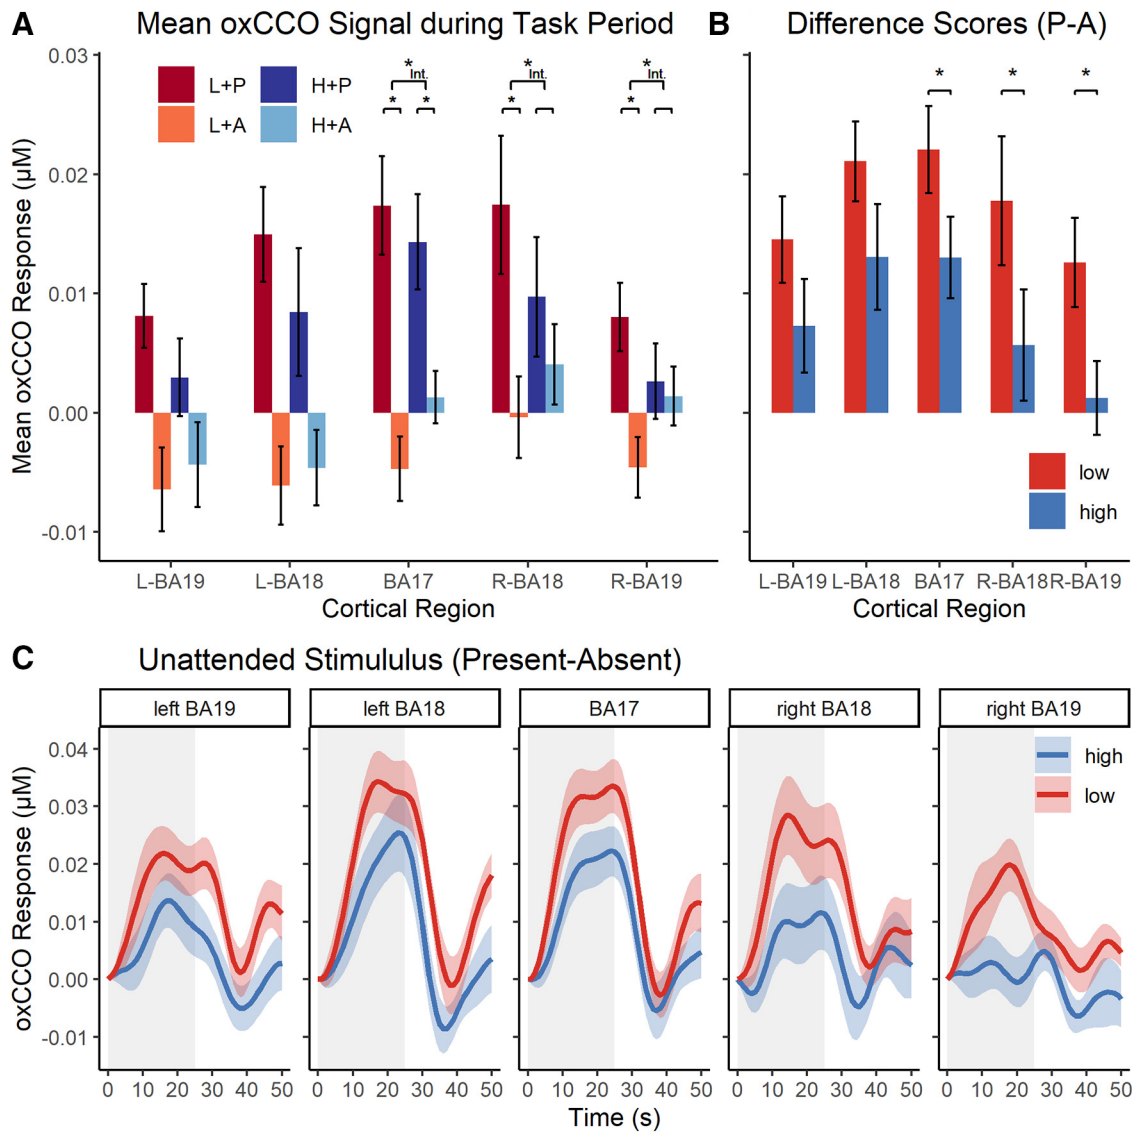 A Mean oxCCO Signal during Task Period
B Difference Scores (P-A)
Mean oxCCO Response (µM)
0.03
0.02
0.01
0.00
-0.01
L+P H+P
L+A H+A
* * *
Int. Int. Int.
* * * *
L-BA19 L-BA18 BA17 R-BA18 R-BA19
Cortical Region
* * *
low
high
L-BA19 L-BA18 BA17 R-BA18 R-BA19
Cortical Region
C Unattended Stimululus (Present-Absent)
left BA19 left BA18 BA17 right BA18 right BA19
oxCCO Response (µM)
0.04
0.03
0.02
0.01
0.00
-0.01
high
low
0 10 20 30 40 50 0 10 20 30 40 50 0 10 20 30 40 50 0 10 20 30 40 50 0 10 20 30 40 50
Time (s)